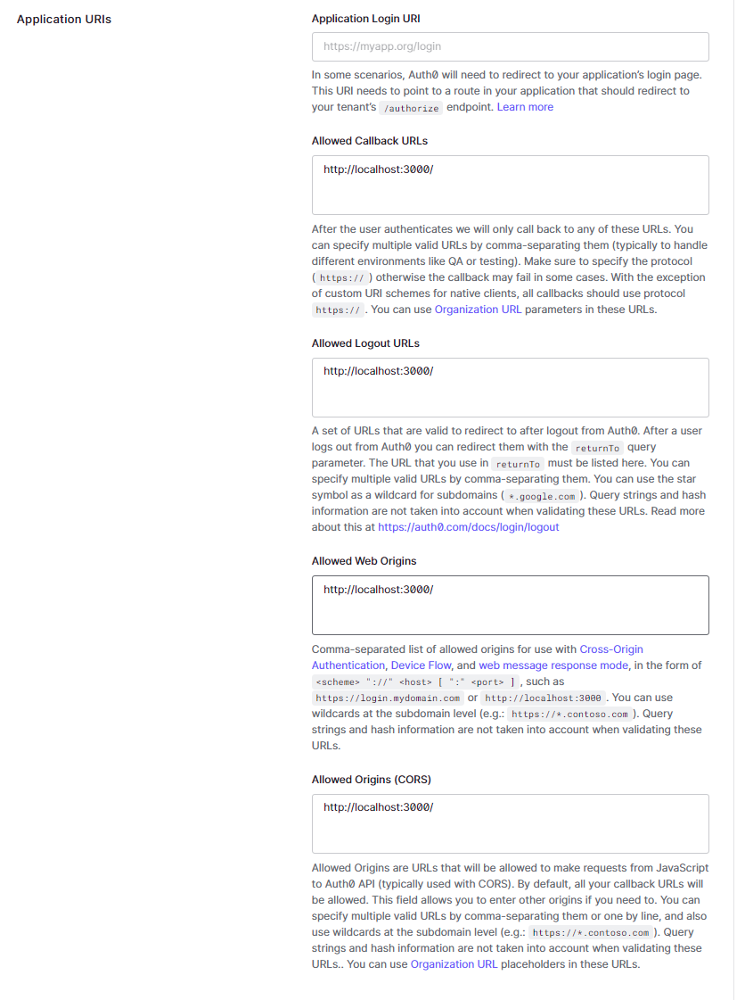 Application URIs
Application Login URI
https://myapp.org/login
In some scenarios, Auth0 will need to redirect to your application's login page.
This URI needs to point to a route in your application that should redirect to
your tenant's /authorize endpoint. Learn more
Allowed Callback URLs
http://localhost:3000/
After the user authenticates we will only call back to any of these URLs. You
can specify multiple valid URLs by comma-separating them (typically to handle
different environments like QA or testing). Make sure to specify the protocol
( https:// ) otherwise the callback may fail in some cases. With the exception
of custom URI schemes for native clients, all callbacks should use protocol
https:// . You can use Organization URL parameters in these URLs.
Allowed Logout URLs
http://localhost:3000/
A set of URLs that are valid to redirect to after logout from Auth0. After a user
logs out from Auth0 you can redirect them with the returnTo query
parameter. The URL that you use in returnTo must be listed here. You can
specify multiple valid URLs by comma-separating them. You can use the star
symbol as a wildcard for subdomains ( *.google.com ). Query strings and hash
information are not taken into account when validating these URLs. Read more
about this at https://auth0.com/docs/login/logout
Allowed Web Origins
http://localhost:3000/
Comma-separated list of allowed origins for use with Cross-Origin
Authentication, Device Flow, and web message response mode, in the form of
<scheme> "://" <host> [ ":" <port> ] , such as
https://login.mydomain.com or http://localhost:3000 . You can use
wildcards at the subdomain level (e.g.: https://*.contoso.com ). Query
strings and hash information are not taken into account when validating these
URLs.
Allowed Origins (CORS)
http://localhost:3000/
Allowed Origins are URLs that will be allowed to make requests from JavaScript
to Auth0 API (typically used with CORS). By default, all your callback URLs will
be allowed. This field allows you to enter other origins if you need to. You can
specify multiple valid URLs by comma-separating them or one by line, and also
use wildcards at the subdomain level (e.g.: https://*.contoso.com ). Query
strings and hash information are not taken into account when validating these
URLs.. You can use Organization URL placeholders in these URLs.